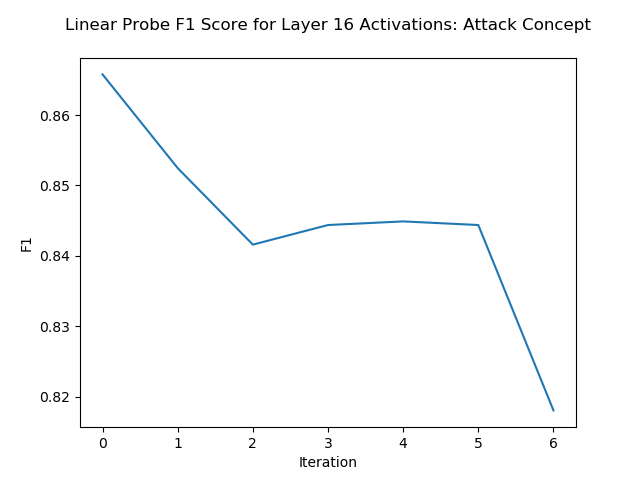 Linear Probe F1 Score for Layer 16 Activations: Attack Concept
0.86
0.85
0.84
0.83
0.82
F1
0 1 2 3 4 5 6
Iteration